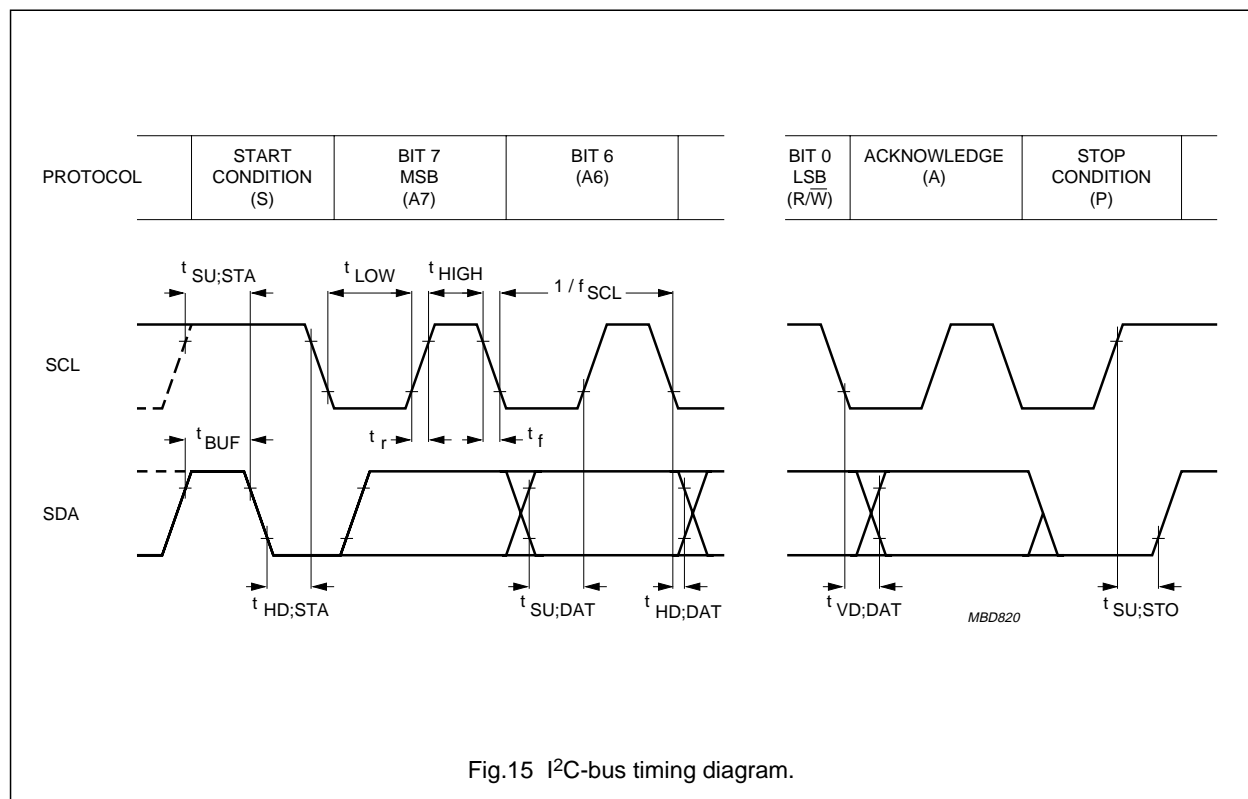 PROTOCOL
START
CONDITION
(S)
BIT 7
MSB
(A7)
BIT 6
(A6)
BIT 0
LSB
(R/W̅)
ACKNOWLEDGE
(A)
STOP
CONDITION
(P)
t SU;STA
t LOW
t HIGH
1 / f SCL
SCL
t BUF
t r
t f
SDA
t HD;STA
t SU;DAT
t HD;DAT
t VD;DAT
MBD820
t SU;STO
Fig.15 I²C-bus timing diagram.